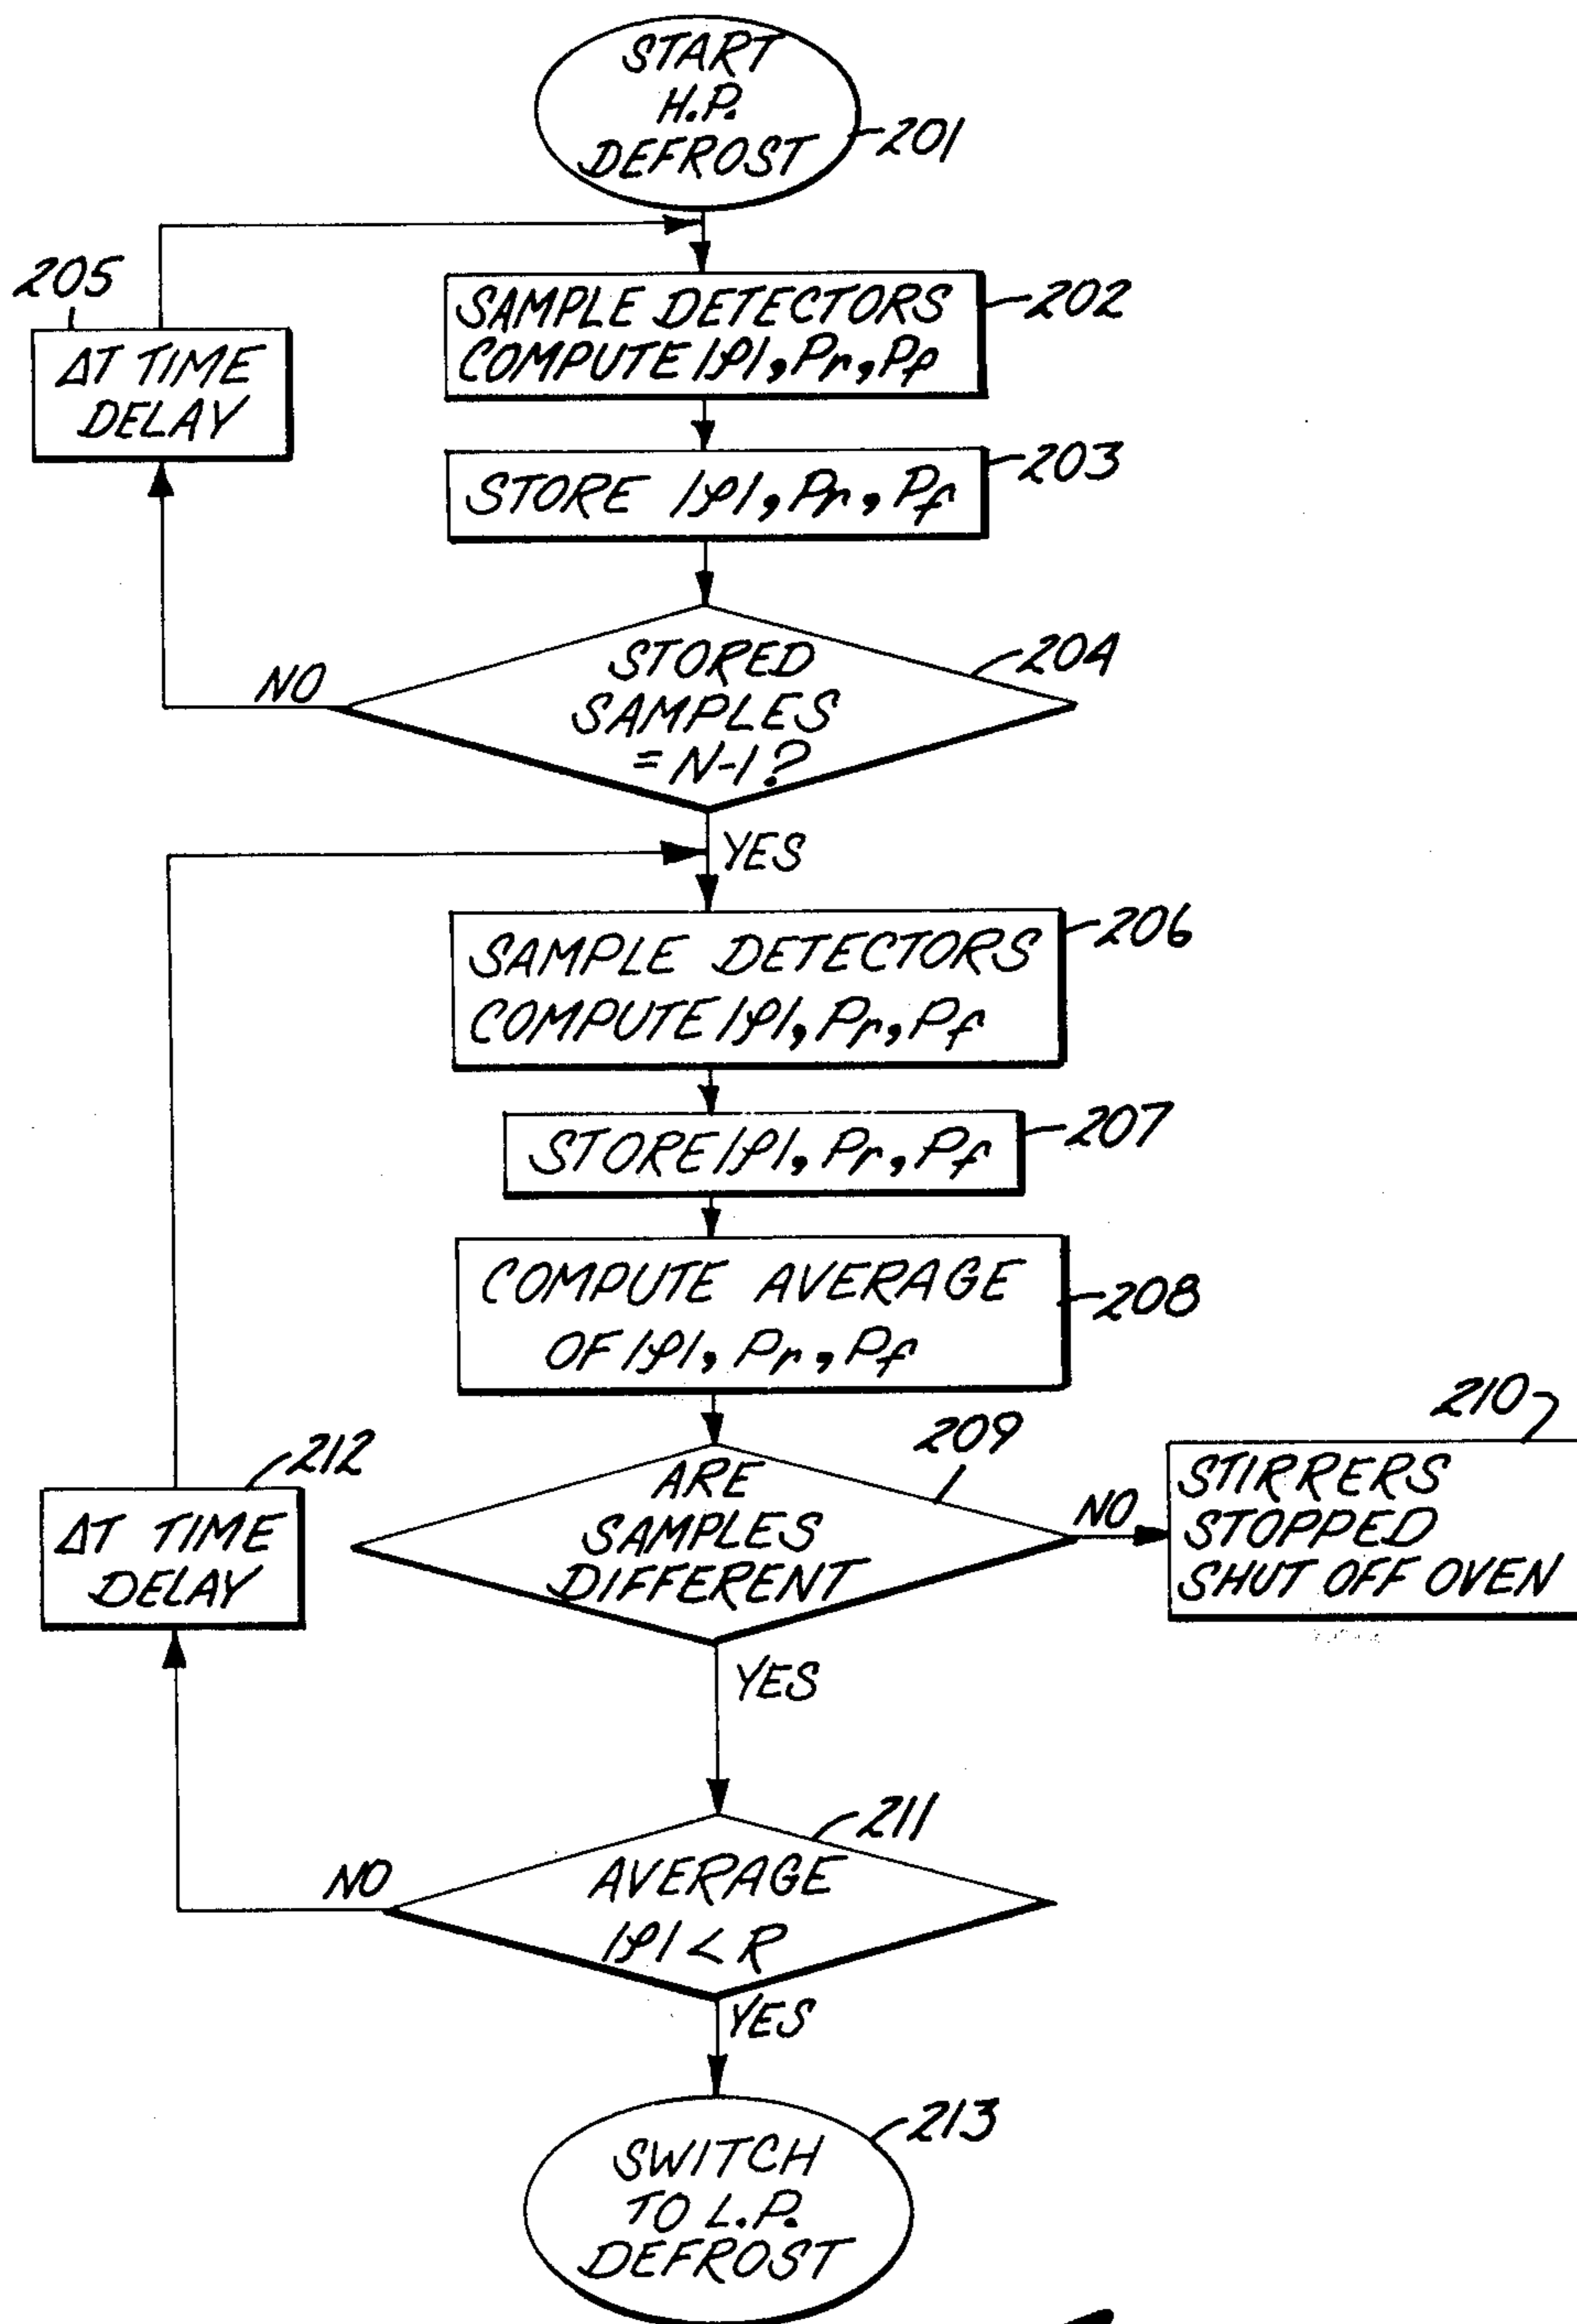 START
H.P.
DEFROST
201
205
ΔT TIME
DELAY
SAMPLE DETECTORS
COMPUTE |ρ|, Pr, Pf
202
STORE |ρ|, Pr, Pf
203
STORED
SAMPLES
= N-1?
204
NO
YES
SAMPLE DETECTORS
COMPUTE |ρ|, Pr, Pf
206
STORE |ρ|, Pr, Pf
207
COMPUTE AVERAGE
OF |ρ|, Pr, Pf
208
ARE
SAMPLES
DIFFERENT
209
NO
210
STIRRERS
STOPPED
SHUT OFF OVEN
212
ΔT TIME
DELAY
YES
AVERAGE
|ρ| < R
211
NO
YES
SWITCH
TO L.P.
DEFROST
213